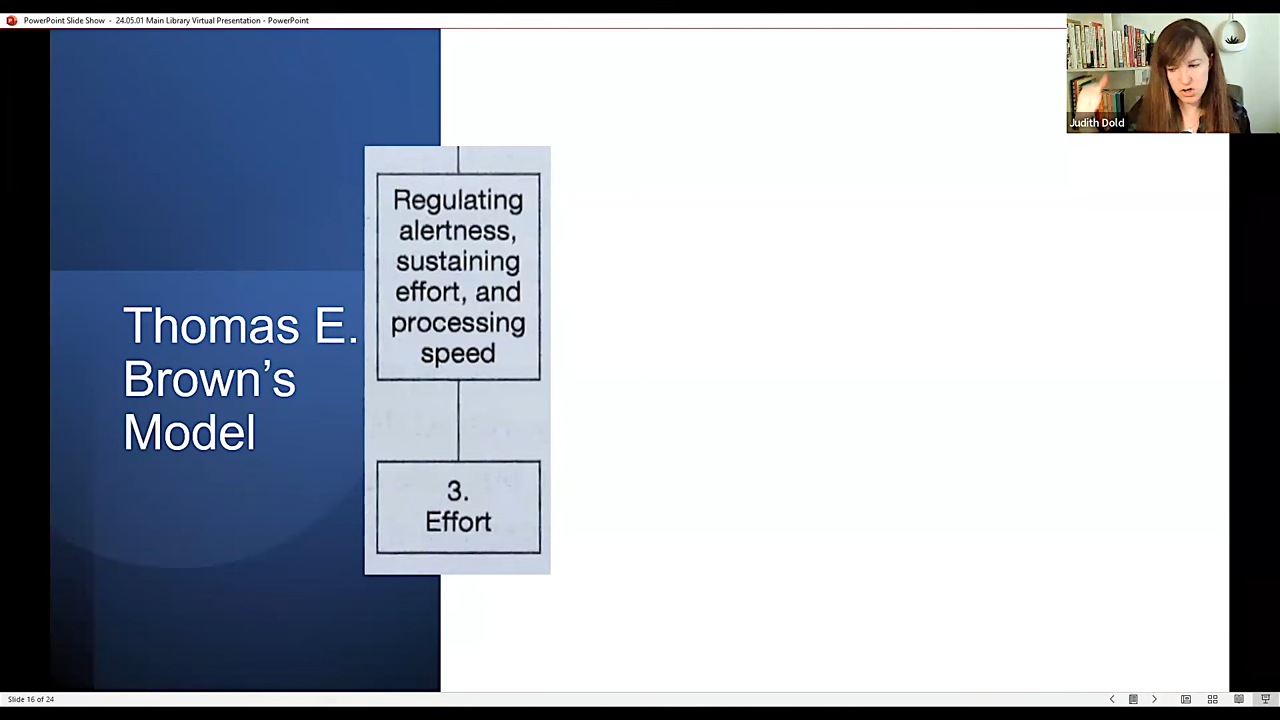 PowerPoint Slide Show - 24.05.01 Main Library Virtual Presentation - PowerPoint
Judith Dold
Regulating
alertness,
sustaining
effort, and
processing
speed
Thomas E.
Brown’s
Model
3.
Effort
Slide 16 of 24